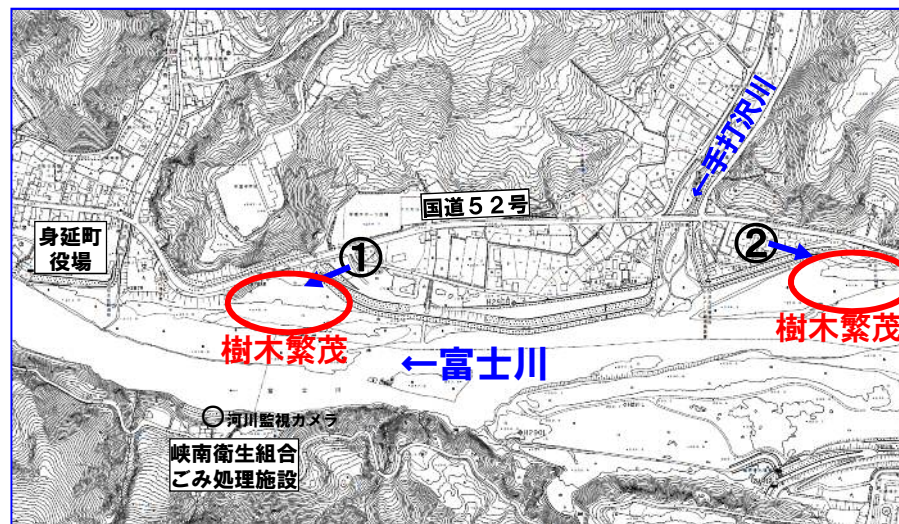 ←手打沢川
国道５２号
身延町
役場
①
②
樹木繁茂
樹木繁茂
←富士川
河川監視カメラ
峡南衛生組合
ごみ処理施設